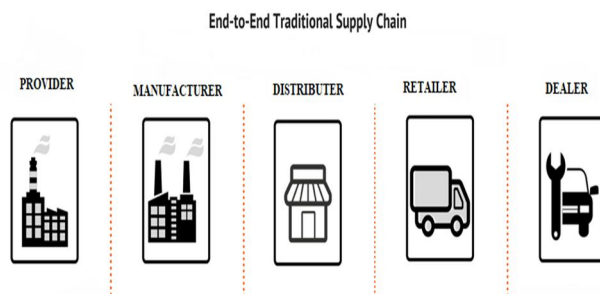 End-to-End Traditional Supply Chain
PROVIDER
MANUFACTURER
DISTRIBUTER
RETAILER
DEALER